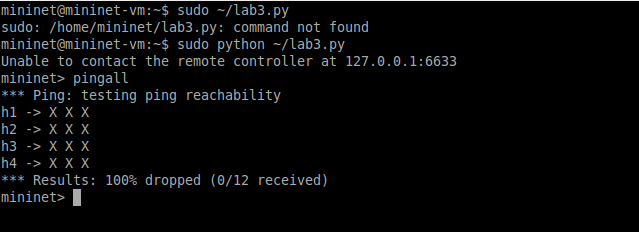 mininet@mininet-vm:~$ sudo ~/lab3.py
sudo: /home/mininet/lab3.py: command not found
mininet@mininet-vm:~$ sudo python ~/lab3.py
Unable to contact the remote controller at 127.0.0.1:6633
mininet> pingall
*** Ping: testing ping reachability
h1 -> X X X
h2 -> X X X
h3 -> X X X
h4 -> X X X
*** Results: 100% dropped (0/12 received)
mininet>